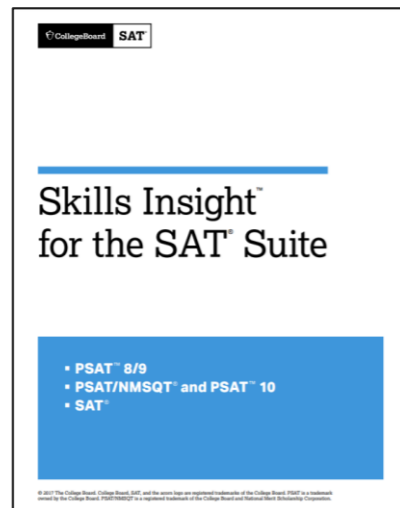 CollegeBoard SAT®
Skills Insight™
for the SAT® Suite
▪ PSAT™ 8/9
▪ PSAT/NMSQT® and PSAT™ 10
▪ SAT®
© 2017 The College Board. College Board, SAT, and the acorn logo are registered trademarks of the College Board. PSAT is a trademark
owned by the College Board. PSAT/NMSQT is a registered trademark of the College Board and National Merit Scholarship Corporation.